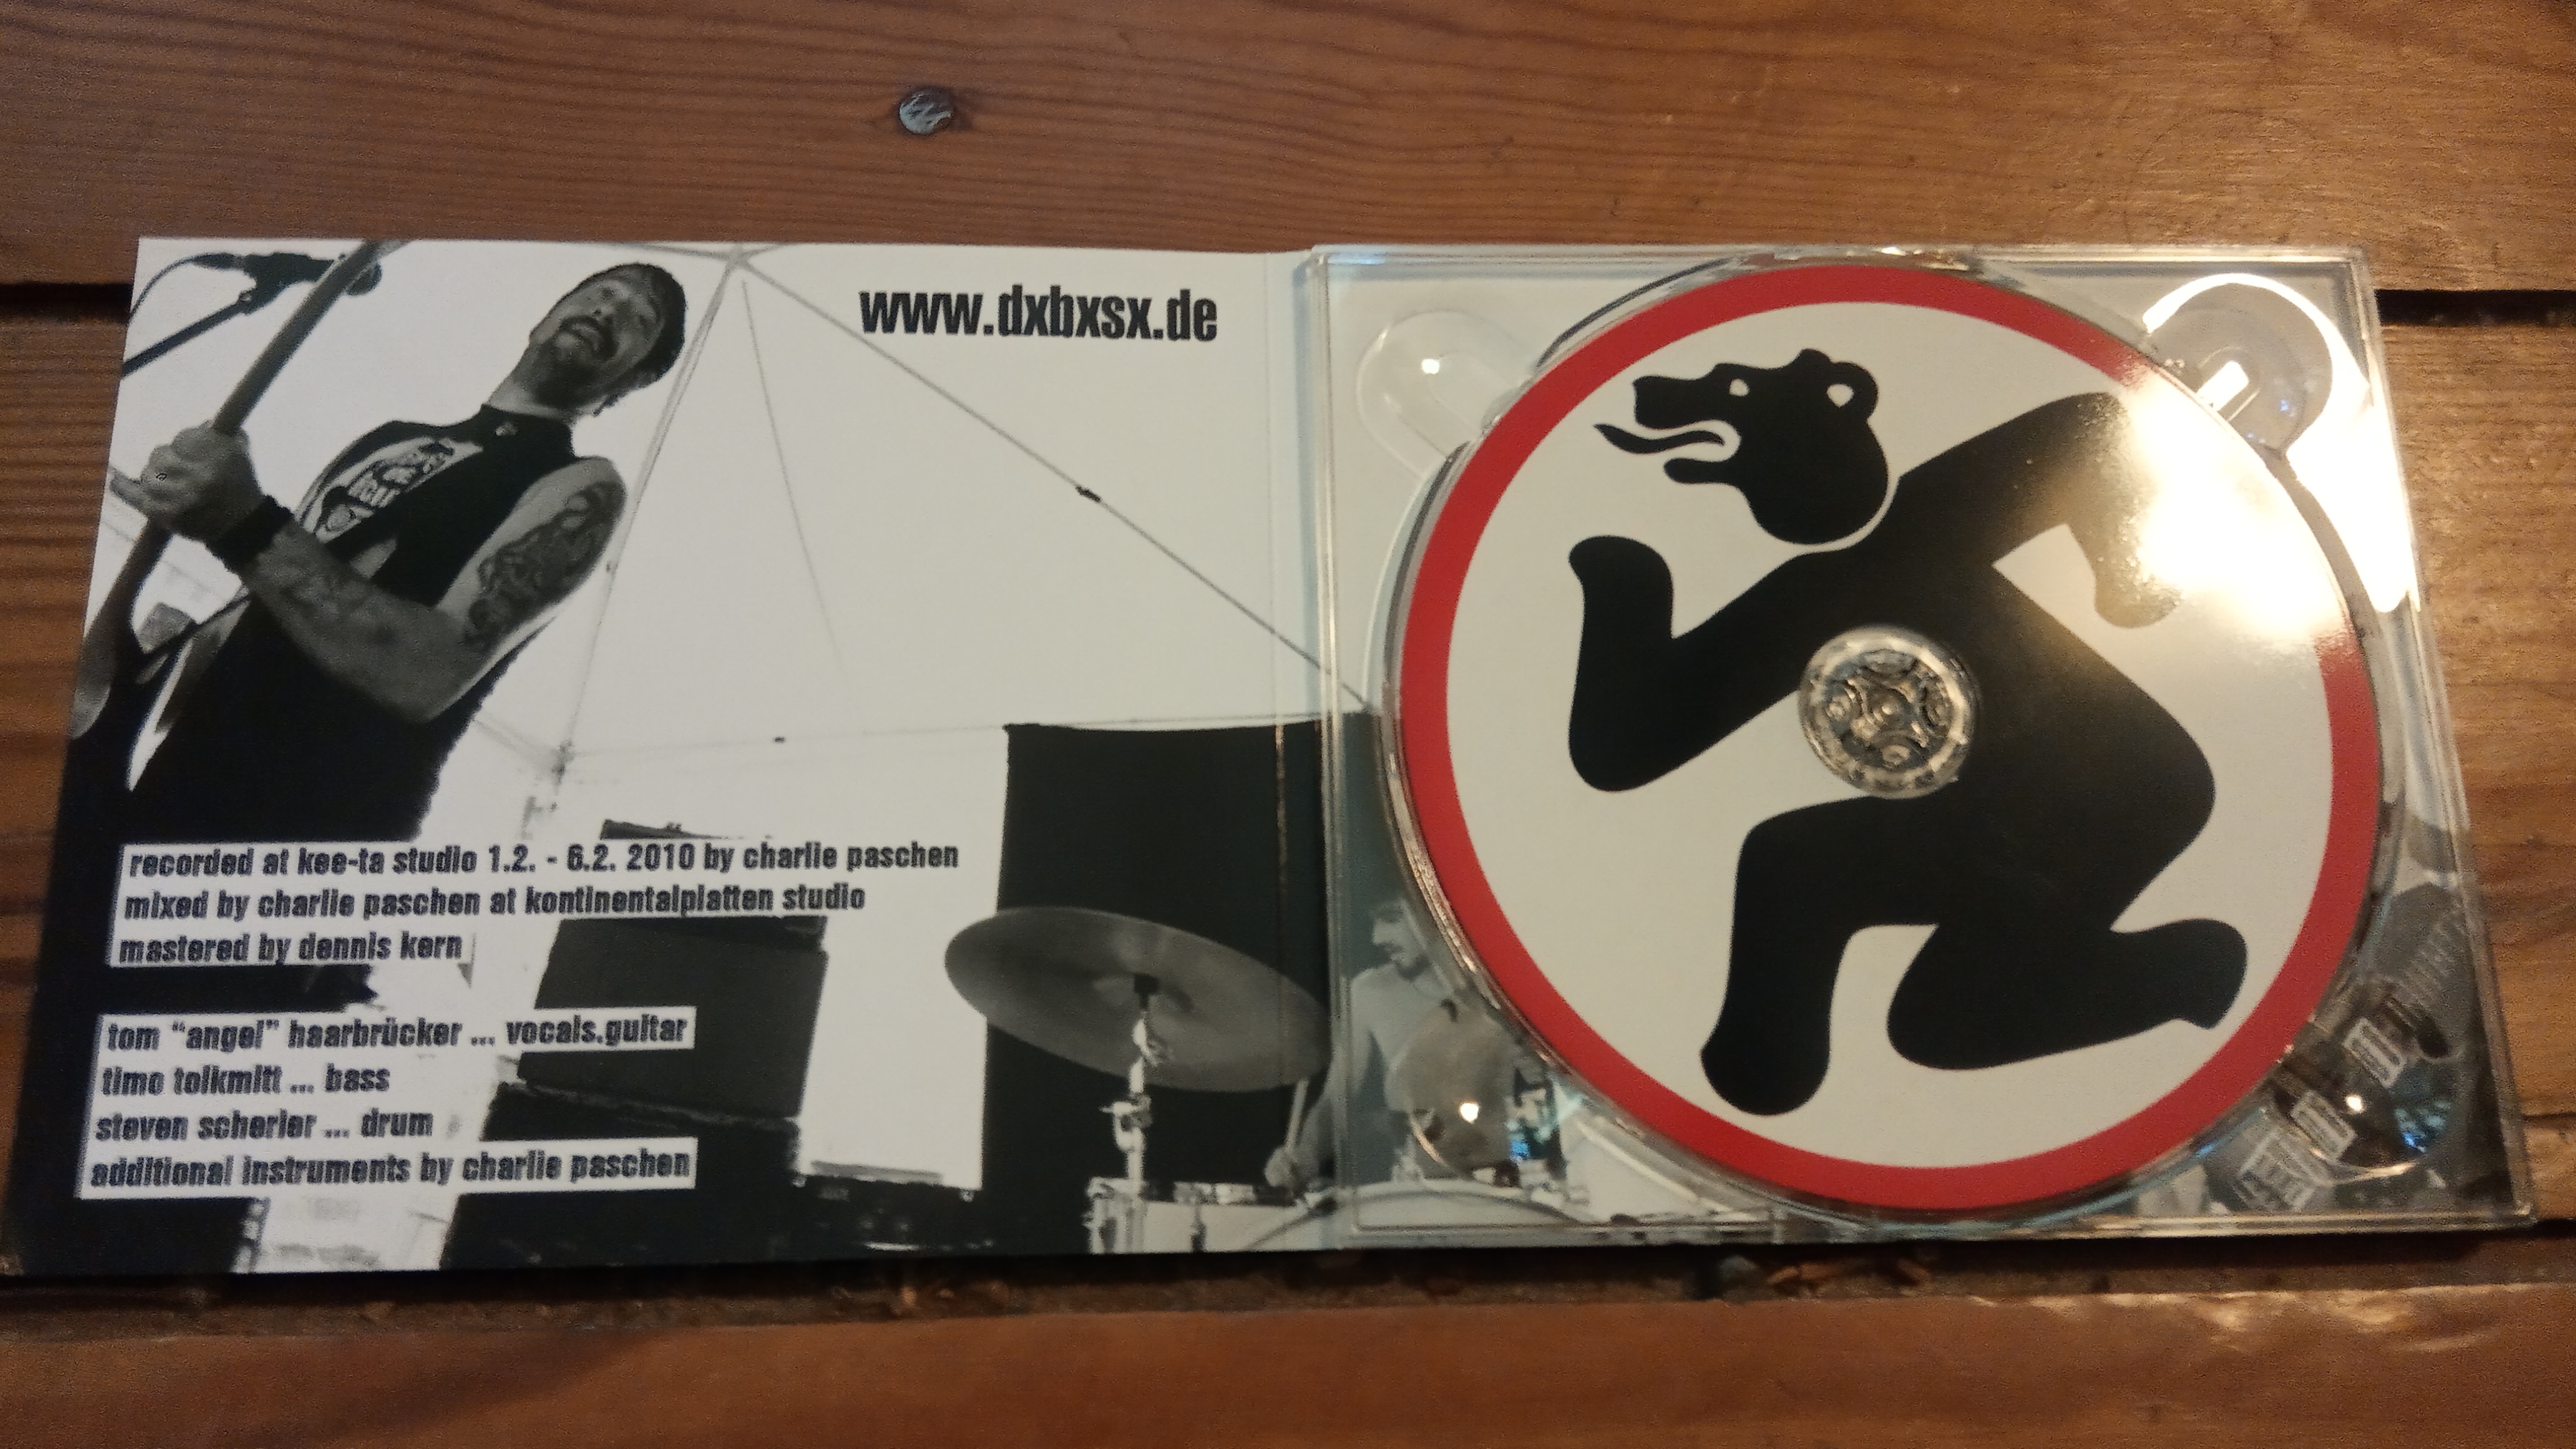 www.dxbxsx.de
recorded at kee-ta studio 1.2. - 6.2. 2010 by charlie paschen
mixed by charlie paschen at kontinentalplatten studio
mastered by dennis kern
tom “angel” haarbrücker ... vocals.guitar
timo tolkmitt ... bass
steven scherler ... drum
additional instruments by charlie paschen